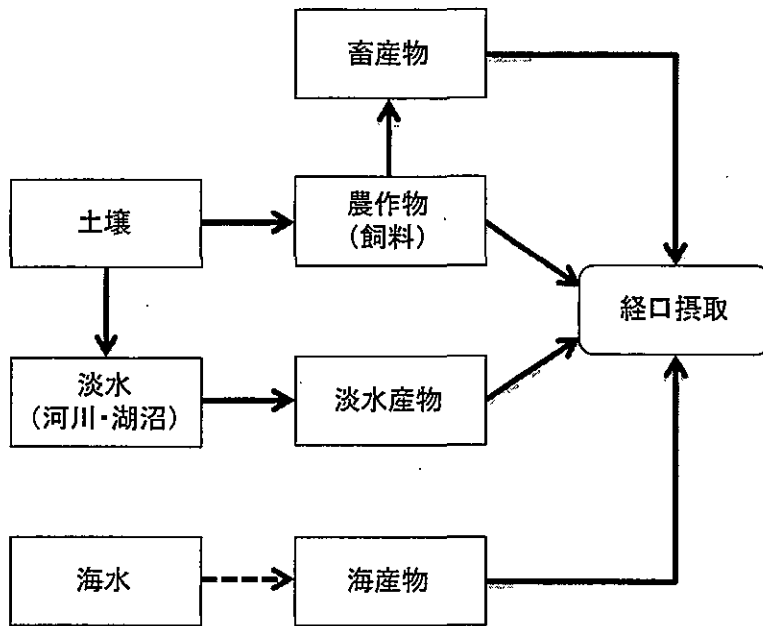 畜産物
土壌
農作物
(飼料)
経口摂取
淡水
(河川・湖沼)
淡水産物
海水
海産物